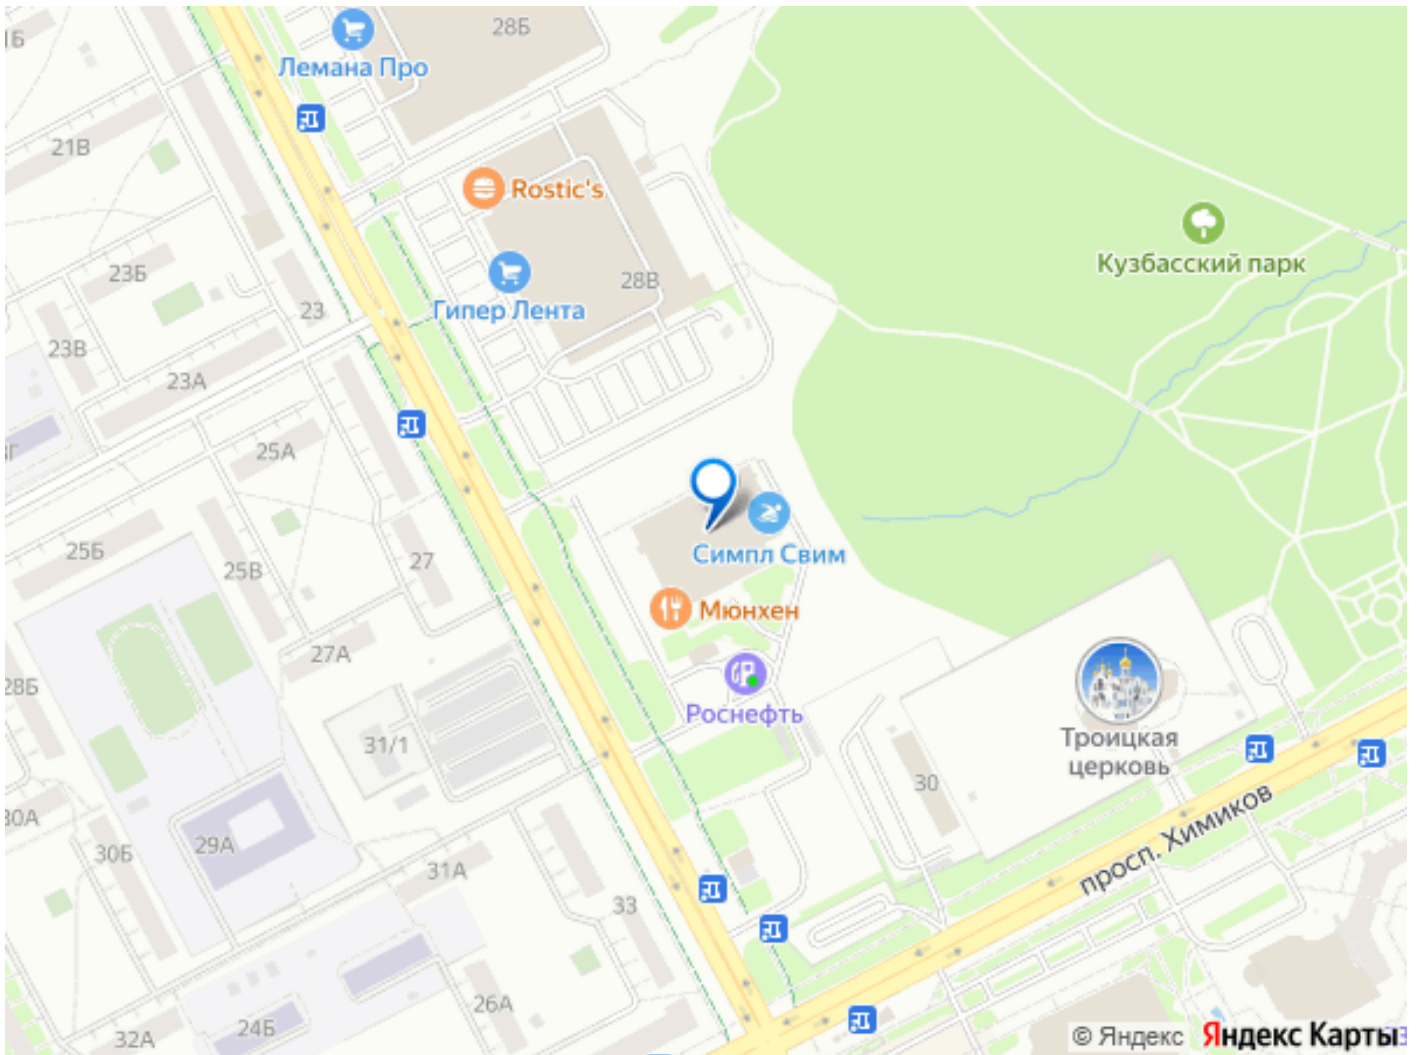 1Б
28Б
Лемана Про
21В
Rostic's
23Б
28В
Кузбасский парк
23
Гипер Лента
23В
23А
25А
25Б
25В
27
Симпл Свим
Мюнхен
27А
28Б
Роснефть
31/1
Троицкая
церковь
30
просп. Химиков
30А
29А
30Б
31А
33
26А
24Б
32А
© Яндекс
Яндекс Карты